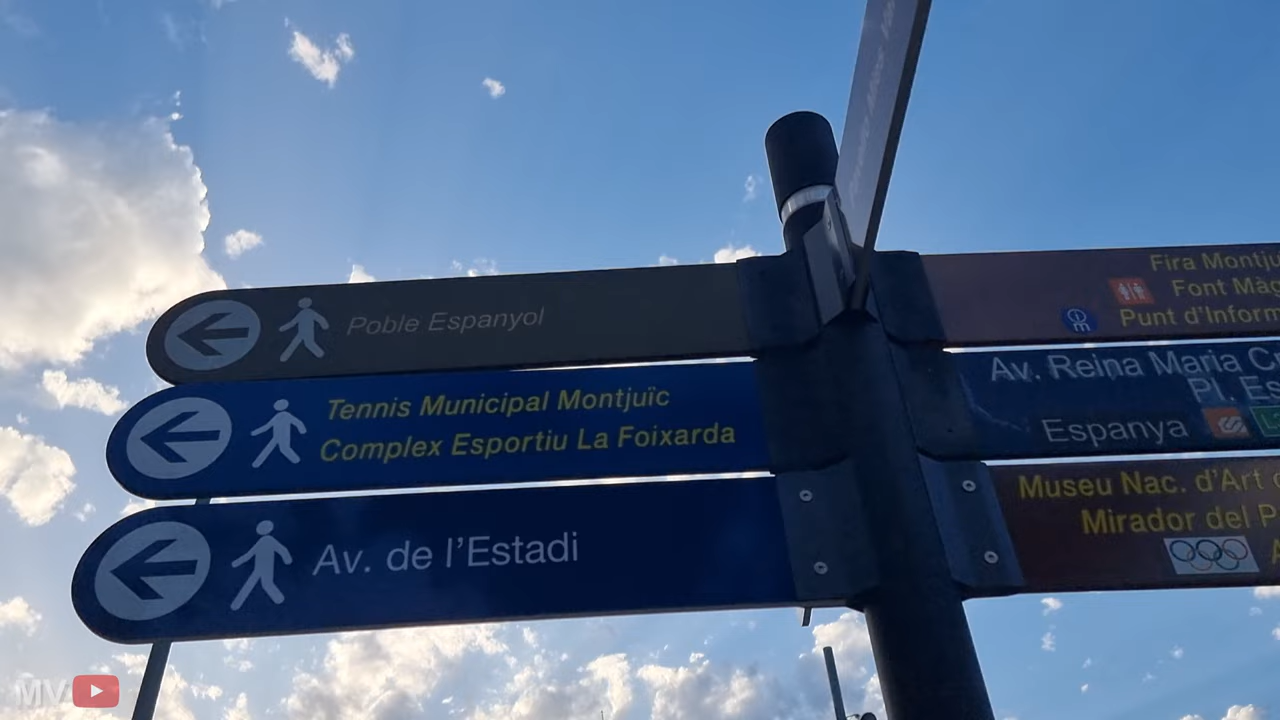 Poble Espanyol
Tennis Municipal Montjuïc
Complex Esportiu La Foixarda
Av. de l'Estadi
Fira Montju
Font Màg
Punt d'Inform
Av. Reina Maria C
Pl. Es
Espanya
Museu Nac. d'Art
Mirador del P
MV